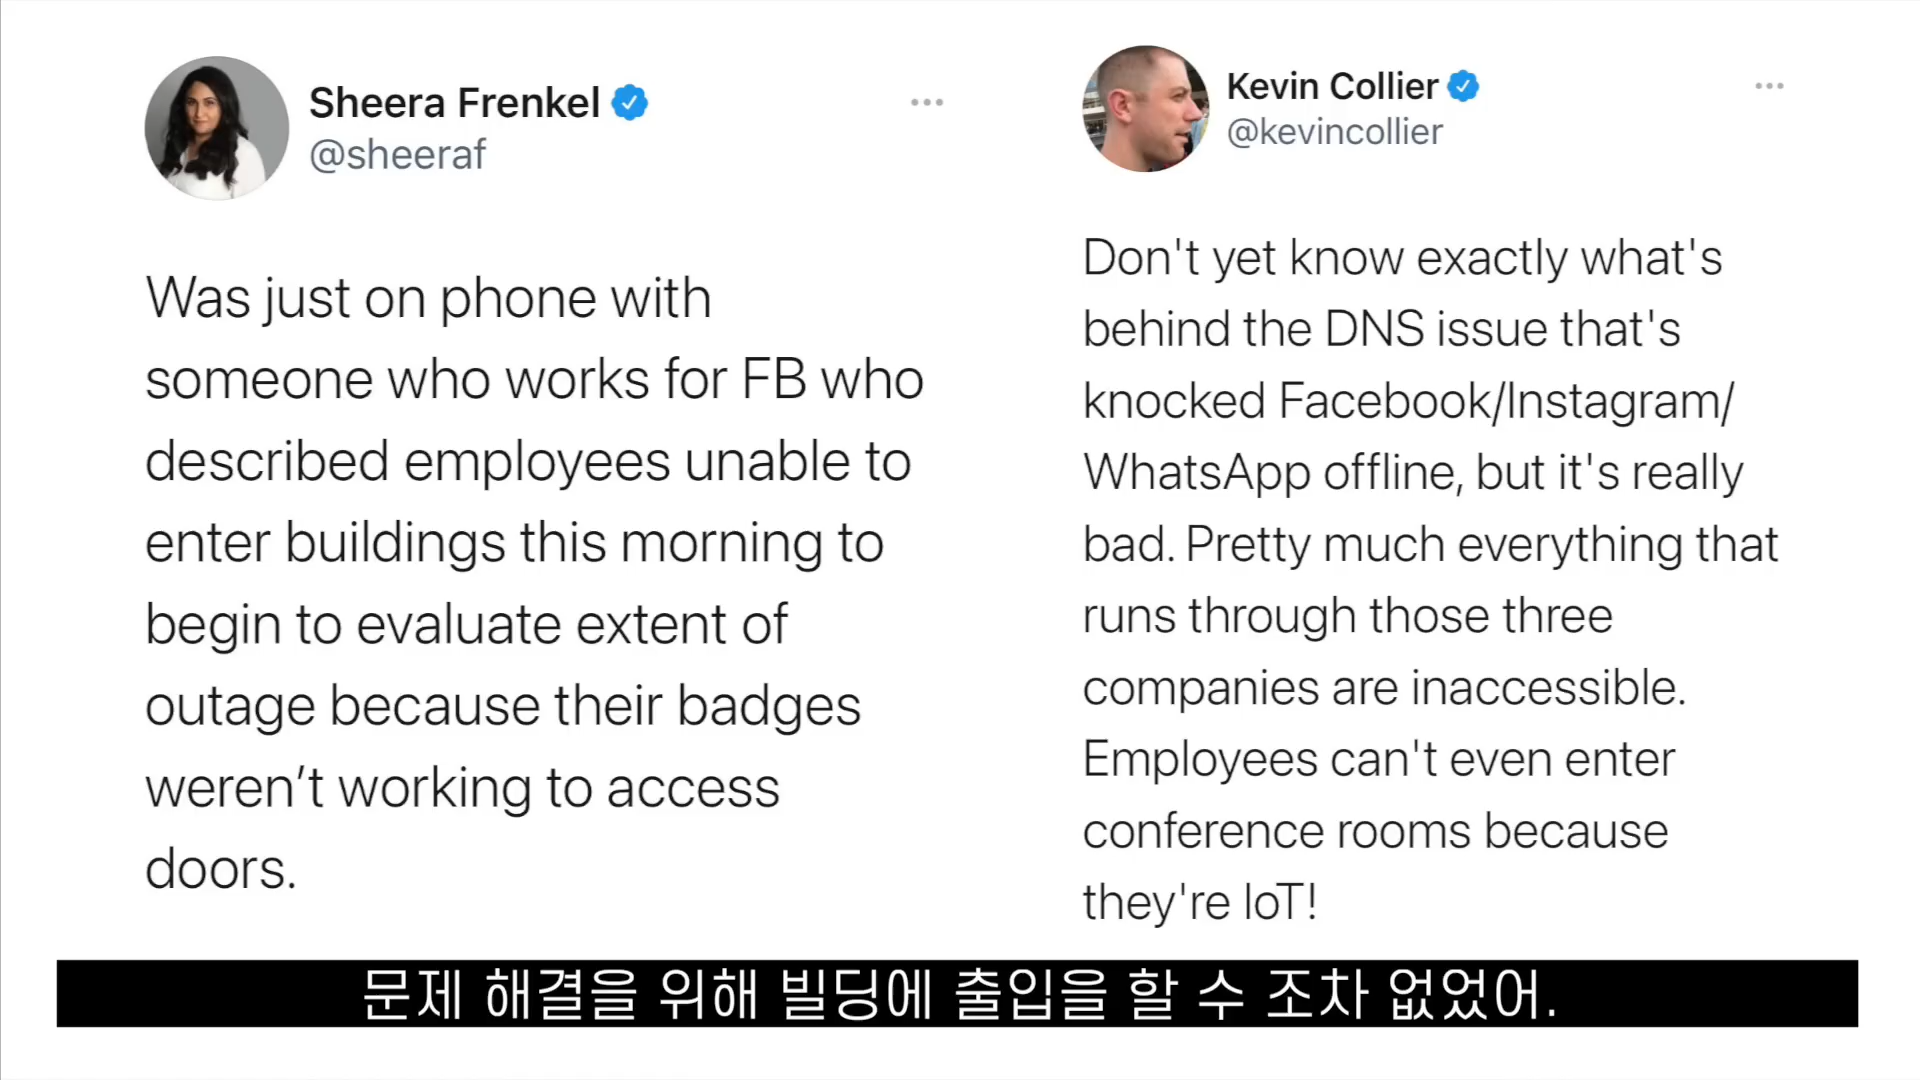 Sheera Frenkel
@sheeraf
Was just on phone with
someone who works for FB who
described employees unable to
enter buildings this morning to
begin to evaluate extent of
outage because their badges
weren’t working to access
doors.
Kevin Collier
@kevincollier
Don't yet know exactly what's
behind the DNS issue that's
knocked Facebook/Instagram/
WhatsApp offline, but it's really
bad. Pretty much everything that
runs through those three
companies are inaccessible.
Employees can't even enter
conference rooms because
they're IoT!
문제 해결을 위해 빌딩에 출입을 할 수 조차 없었어.